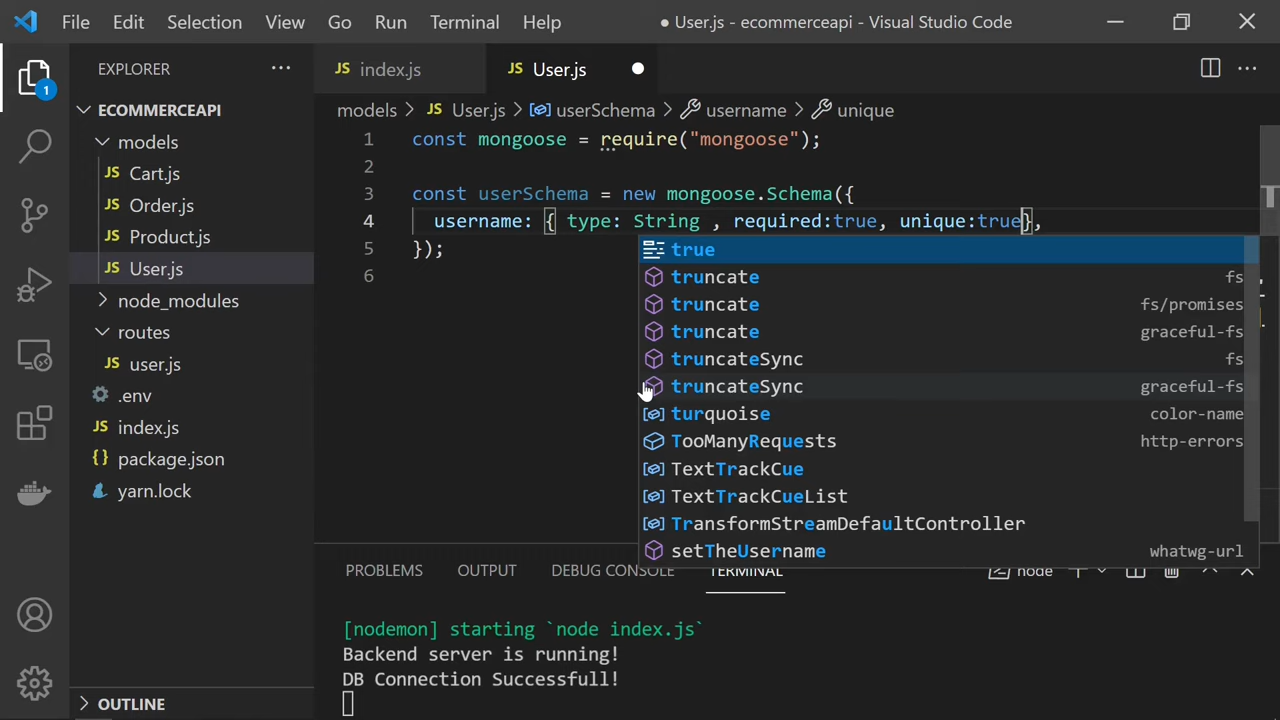 File Edit Selection View Go Run Terminal Help ● User.js - ecommerceapi - Visual Studio Code
EXPLORER ···
JS index.js JS User.js
ECOMMERCEAPI
models > JS User.js > userSchema > username > unique
models
JS Cart.js
JS Order.js
JS Product.js
JS User.js
node_modules
routes
JS user.js
.env
JS index.js
{} package.json
yarn.lock
OUTLINE
1
1 const mongoose = require("mongoose");
2
3 const userSchema = new mongoose.Schema({
4 username: { type: String , required:true, unique:true},
5 });
6
true
truncate fs
truncate fs/promises
truncate graceful-fs
truncateSync fs
truncateSync graceful-fs
turquoise color-name
TooManyRequests http-errors
TextTrackCue
TextTrackCueList
TransformStreamDefaultController
setTheUsername whatwg-url
PROBLEMS OUTPUT DEBUG CONSOLE TERMINAL node
[nodemon] starting `node index.js`
Backend server is running!
DB Connection Successfull!